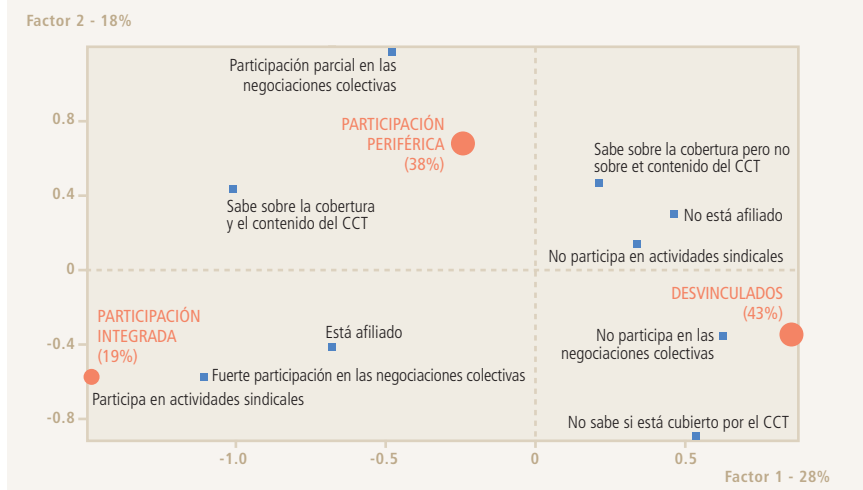 Factor 2 - 18%
Participación parcial en las
negociaciones colectivas
0.8
PARTICIPACIÓN
PERIFÉRICA
(38%)
Sabe sobre la cobertura pero no
sobre et contenido del CCT
0.4
Sabe sobre la cobertura
y el contenido del CCT
No está afiliado
No participa en actividades sindicales
0
DESVINCULADOS
(43%)
PARTICIPACIÓN
INTEGRADA
(19%)
Está afiliado
No participa en las
negociaciones colectivas
-0.4
Fuerte participación en las negociaciones colectivas
Participa en actividades sindicales
-0.8
No sabe si está cubierto por el CCT
-1.0
-0.5
0
0.5
Factor 1 - 28%